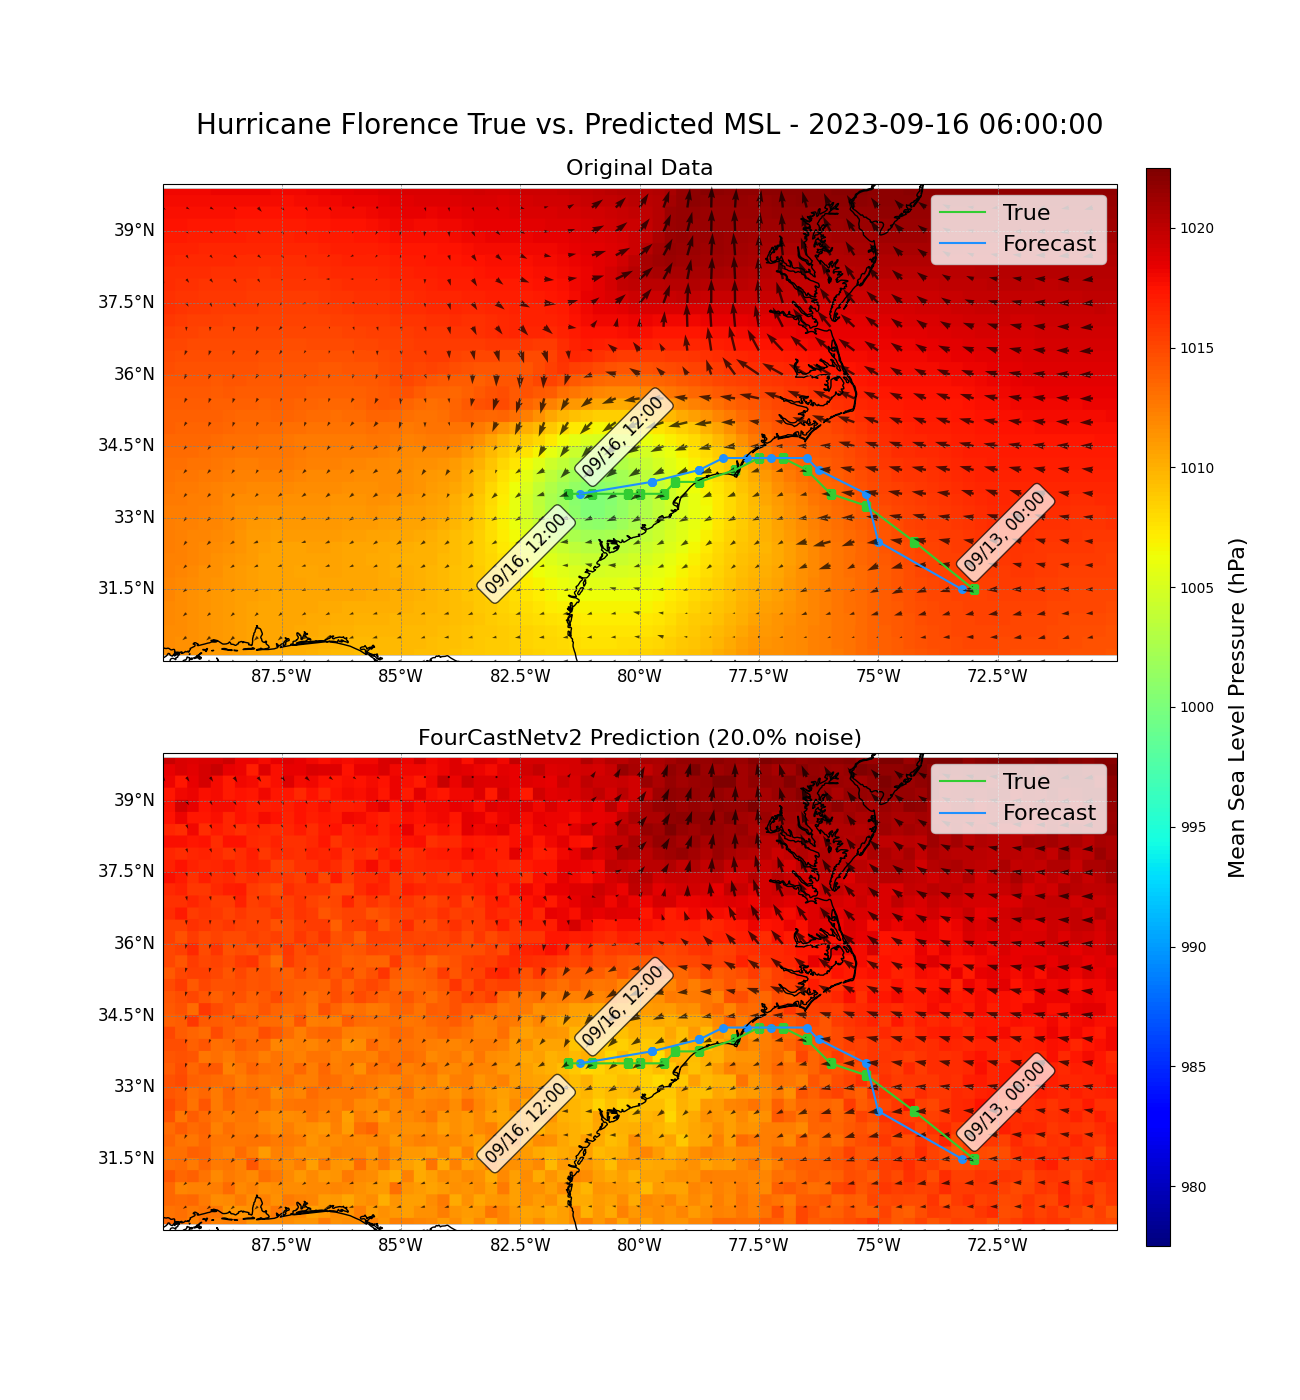 Hurricane Florence True vs. Predicted MSL - 2023-09-16 06:00:00
Original Data
True
Forecast
39°N
37.5°N
36°N
34.5°N
33°N
31.5°N
09/16, 12:00
09/16, 12:00
09/13, 00:00
87.5°W 85°W 82.5°W 80°W 77.5°W 75°W 72.5°W
FourCastNetv2 Prediction (20.0% noise)
True
Forecast
39°N
37.5°N
36°N
34.5°N
33°N
31.5°N
09/16, 12:00
09/16, 12:00
09/13, 00:00
87.5°W 85°W 82.5°W 80°W 77.5°W 75°W 72.5°W
1020
1015
1010
1005
1000
995
990
985
980
Mean Sea Level Pressure (hPa)